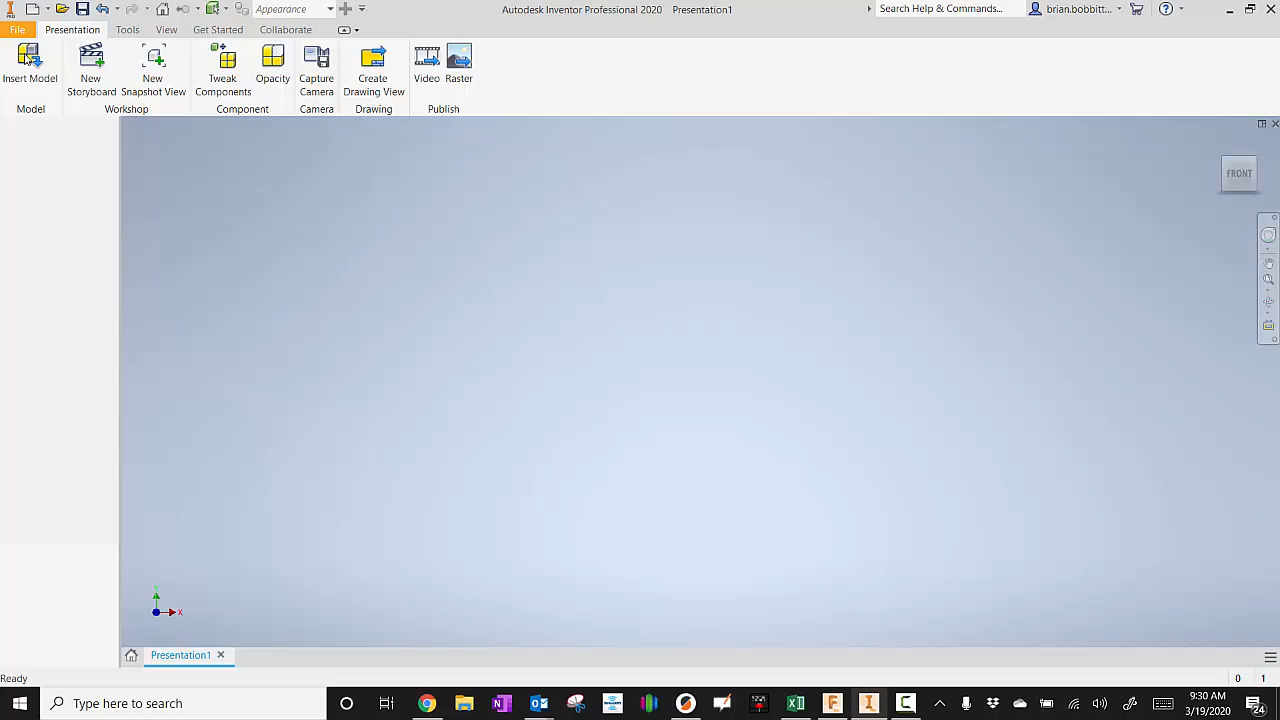 Appearance
Autodesk Inventor Professional 2020 Presentation1
Search Help & Commands...
brian.bobbitt...
File
Presentation
Tools
View
Get Started
Collaborate
Insert Model
New Storyboard
New Snapshot View
Tweak Components
Opacity
Capture Camera
Create Drawing View
Video
Raster
Model
Workshop
Component
Camera
Drawing
Publish
FRONT
X
Presentation1
Ready
0 1
Type here to search
9:30 AM
3/19/2020